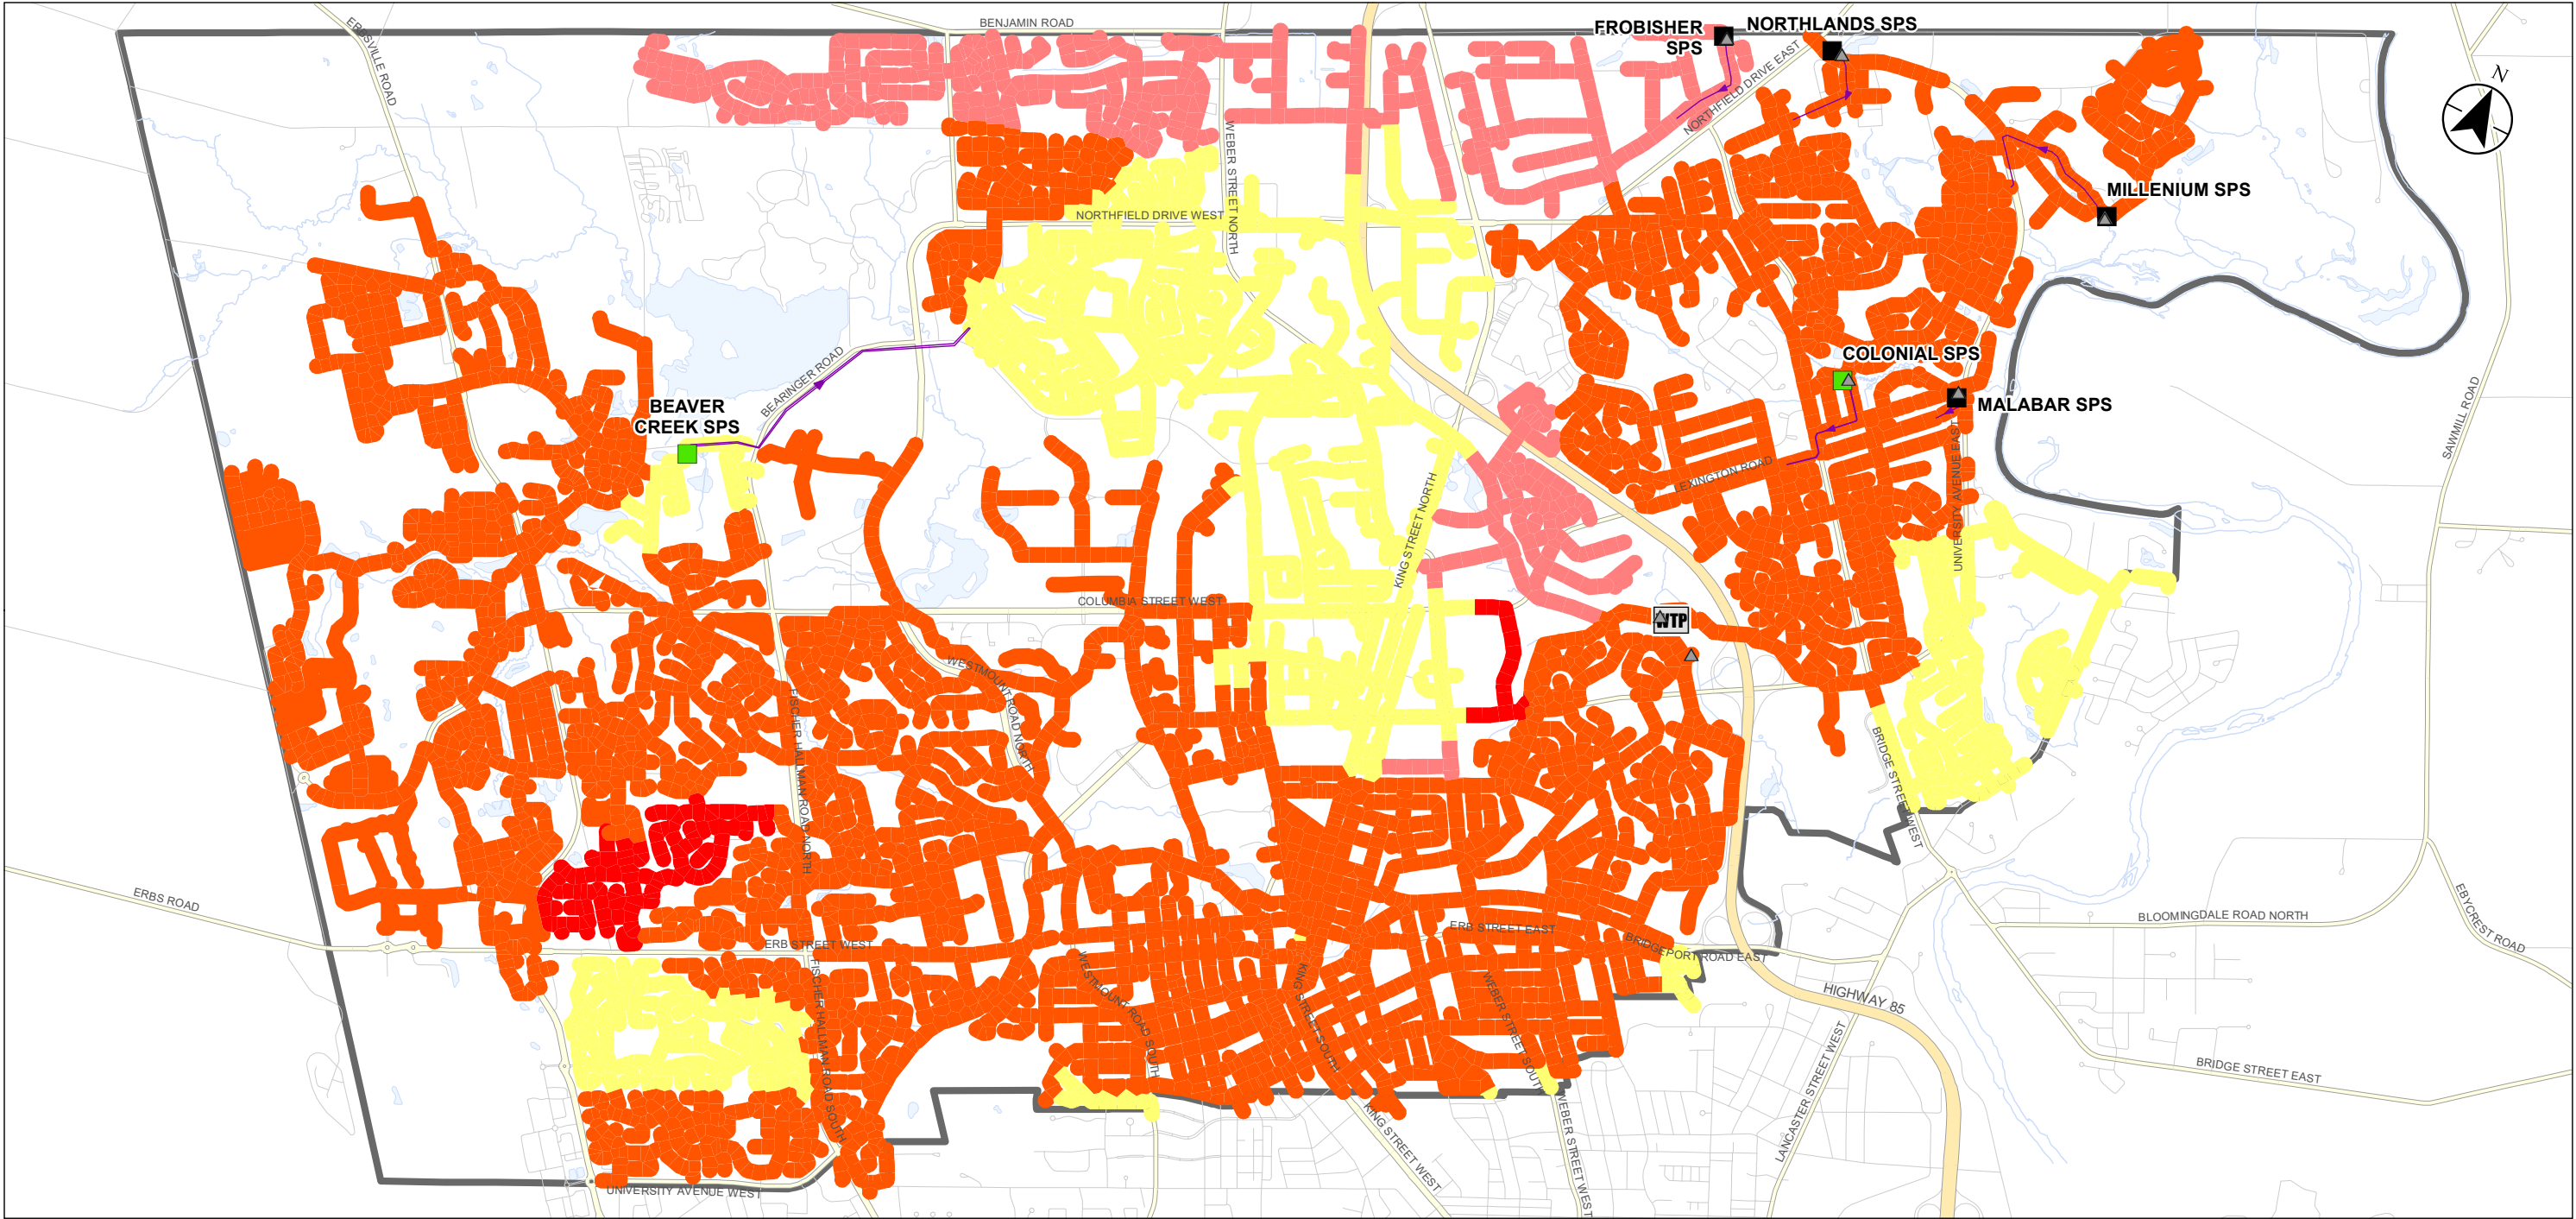 BENJAMIN ROAD
ERBSVILLE ROAD
FROBISHER
SPS
NORTHLANDS SPS
NORTHFIELD DRIVE EAST
N
WEBER STREET NORTH
MILLENIUM SPS
NORTHFIELD DRIVE WEST
BEARINGER ROAD
COLONIAL SPS
BEAVER
CREEK SPS
MALABAR SPS
SAWMILL ROAD
LEXINGTON ROAD
KING STREET NORTH
UNIVERSITY AVENUE EAST
COLUMBIA STREET WEST
WTP
WESTMOUNT ROAD NORTH
FISCHER HALLMAN ROAD NORTH
BRIDGE STREET WEST
ERBS ROAD
BLOOMINGDALE ROAD NORTH
EBYCREST ROAD
ERB STREET WEST
ERB STREET EAST
BRIDGEPORT ROAD EAST
WESTMOUNT ROAD SOUTH
KING STREET SOUTH
WEBER STREET SOUTH
FISCHER HALLMAN ROAD SOUTH
HIGHWAY 85
LANCASTER STREET WEST
BRIDGE STREET EAST
KING STREET WEST
WEBER STREET WEST
UNIVERSITY AVENUE WEST